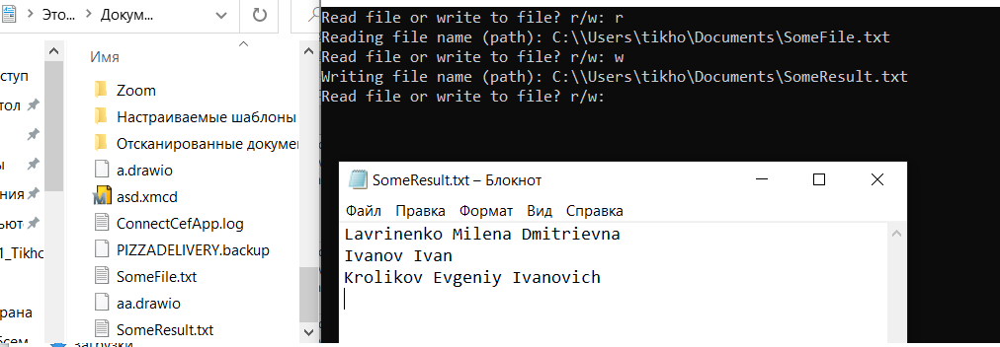 Это... > Докум...
Имя
Zoom
Настраиваемые шаблоны
Отсканированные докуме
a.drawio
asd.xmcd
ConnectCefApp.log
PIZZADELIVERY.backup
SomeFile.txt
aa.drawio
SomeResult.txt
ступ
тол
ы
ния
ьют
1_Tikho
рана
Read file or write to file? r/w: r
Reading file name (path): C:\\Users\tikho\Documents\SomeFile.txt
Read file or write to file? r/w: w
Writing file name (path): C:\\Users\tikho\Documents\SomeResult.txt
Read file or write to file? r/w:
SomeResult.txt – Блокнот
Файл Правка Формат Вид Справка
Lavrinenko Milena Dmitrievna
Ivanov Ivan
Krolikov Evgeniy Ivanovich